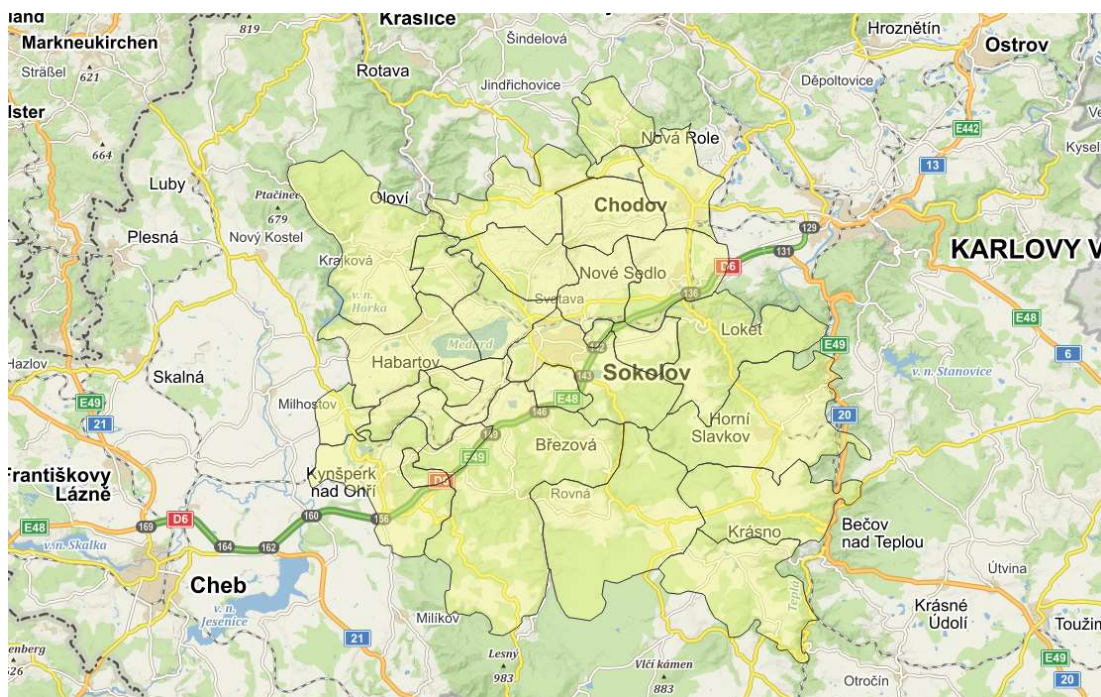 Kraslice
819
Šindelová
Hroznětín
Markneukirchen
Ostrov
Sträßel
621
Rotava
Jindřichovice
Děpoltovice
E442
664
Nová Role
13
Luby
Ptačinec
679
Oloví
Chodov
Plesná
Nový Kostel
129
131
KARLOVY V
Krajková
Nové Sedlo
D6
v. n.
Horka
Svatava
136
Loket
E48
Hazlov
Skalná
Habartov
Medard
142
Sokolov
E49
6
v. n. Stanovice
E49
21
Milhostov
143
E48
146
Horní
Slavkov
20
Březová
149
E49
Františkovy
Lázně
Kynšperk
nad Ohří
D6
Rovná
E48
169
D6
160
156
Krásno
Bečov
nad Teplou
v.n. Skalka
164
162
Cheb
Teplá
Útvina
v. n.
Jesenice
Milíkov
21
Krásné
Údolí
Toužim
Lesný
983
Vlčí kámen
883
Otročín
E49
20